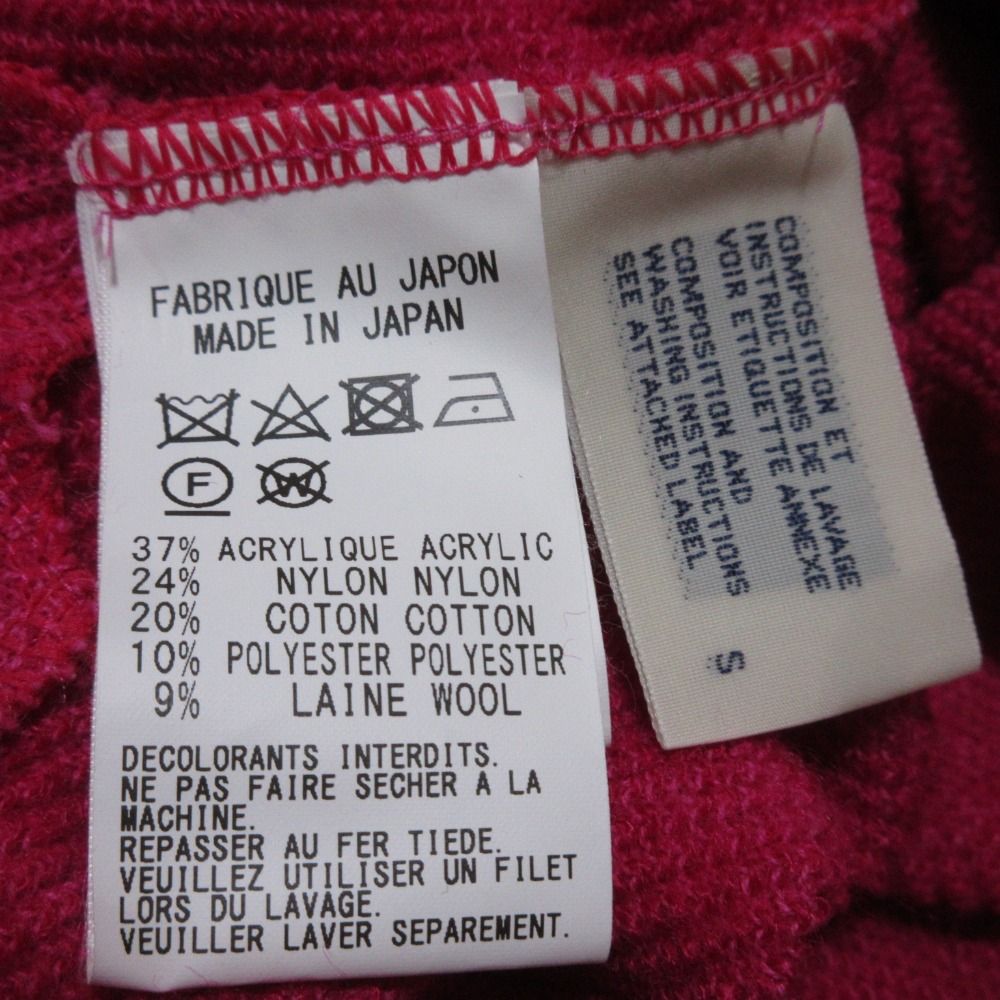 FABRIQUE AU JAPON
MADE IN JAPAN
F
W
37% ACRYLIQUE ACRYLIC
24% NYLON NYLON
20% COTON COTTON
10% POLYESTER POLYESTER
9% LAINE WOOL
DECOLORANTS INTERDITS.
NE PAS FAIRE SECHER A LA
MACHINE.
REPASSER AU FER TIEDE.
VEUILLEZ UTILISER UN FILET
LORS DU LAVAGE.
VEUILLER LAVER SEPAREMENT.
COMPOSITION ET
INSTRUCTIONS DE LAVAGE
VOIR ETIQUETTE ANNEXE
COMPOSITION AND
WASHING INSTRUCTIONS
SEE ATTACHED LABEL
S